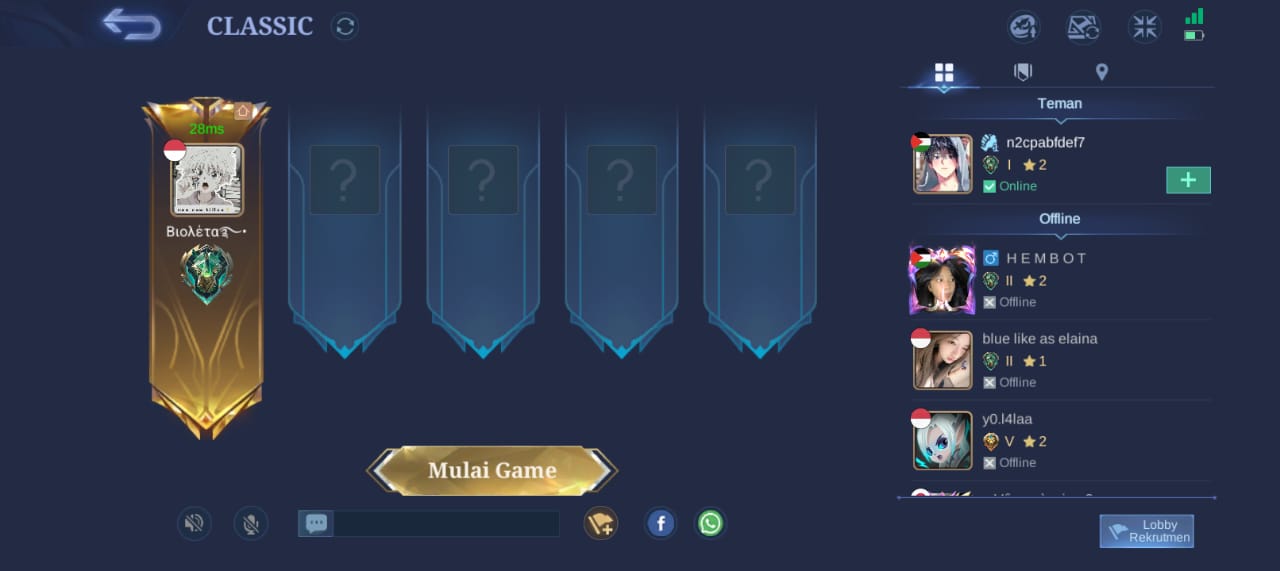 CLASSIC
28ms
Βιολέτα
?
?
?
?
Mulai Game
Teman
n2cpabfdef7
I ★2
Online
Offline
H E M B O T
II ★2
Offline
blue like as elaina
II ★1
Offline
y0.l4laa
V ★2
Offline
Lobby
Rekrutmen